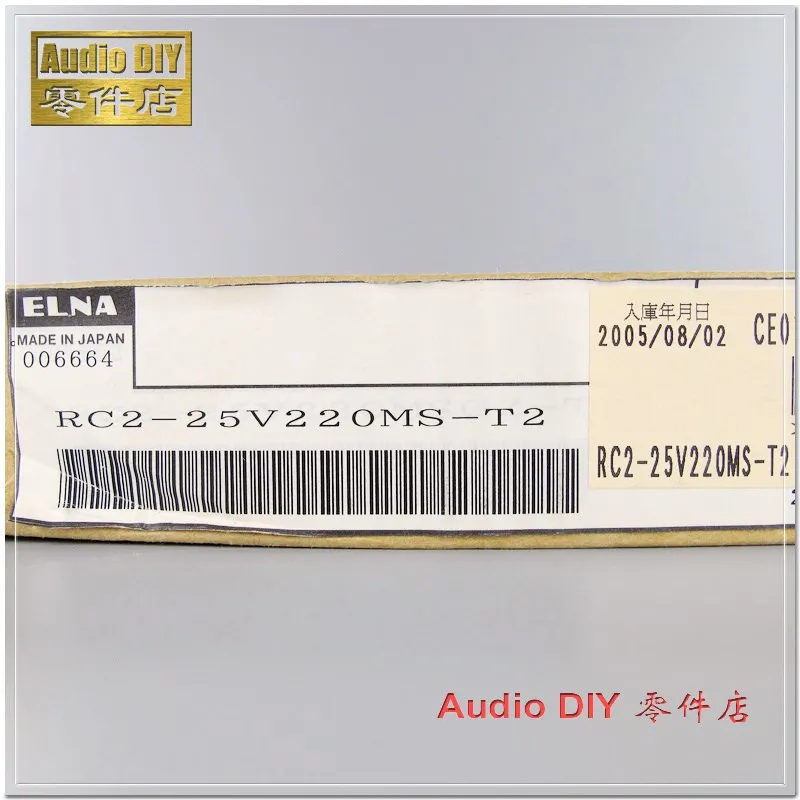 Audio DIY
零件店
ELNA
MADE IN JAPAN
006664
RC2-25V220MS-T2
入庫年月日
2005/08/02
CE0
RC2-25V220MS-T2
Audio DIY 零件店